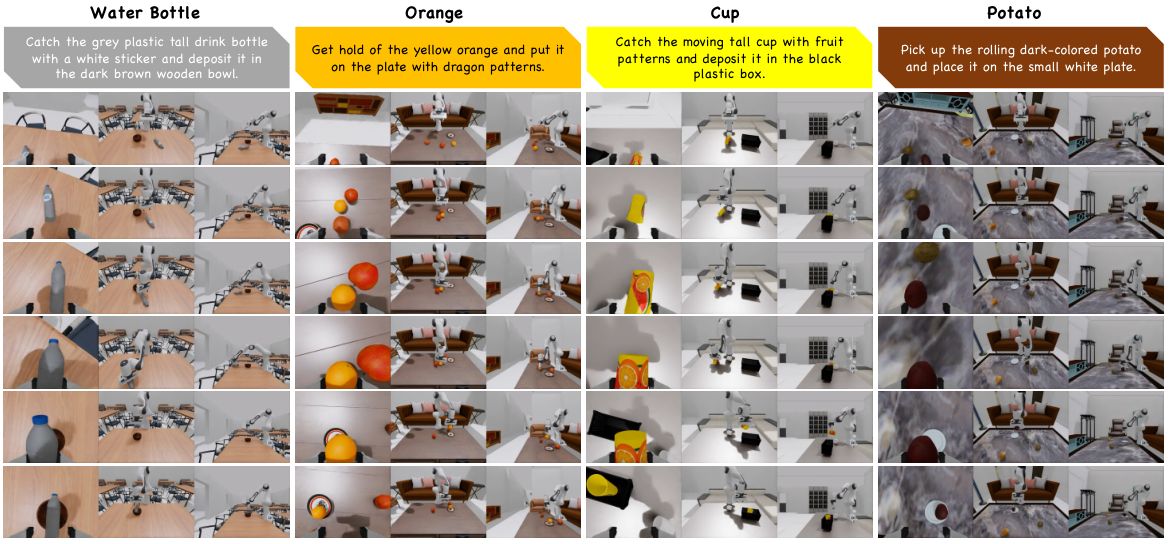 Water Bottle
Catch the grey plastic tall drink bottle
with a white sticker and deposit it in
the dark brown wooden bowl.
Orange
Get hold of the yellow orange and put it
on the plate with dragon patterns.
Cup
Catch the moving tall cup with fruit
patterns and deposit it in the black
plastic box.
Potato
Pick up the rolling dark-colored potato
and place it on the small white plate.